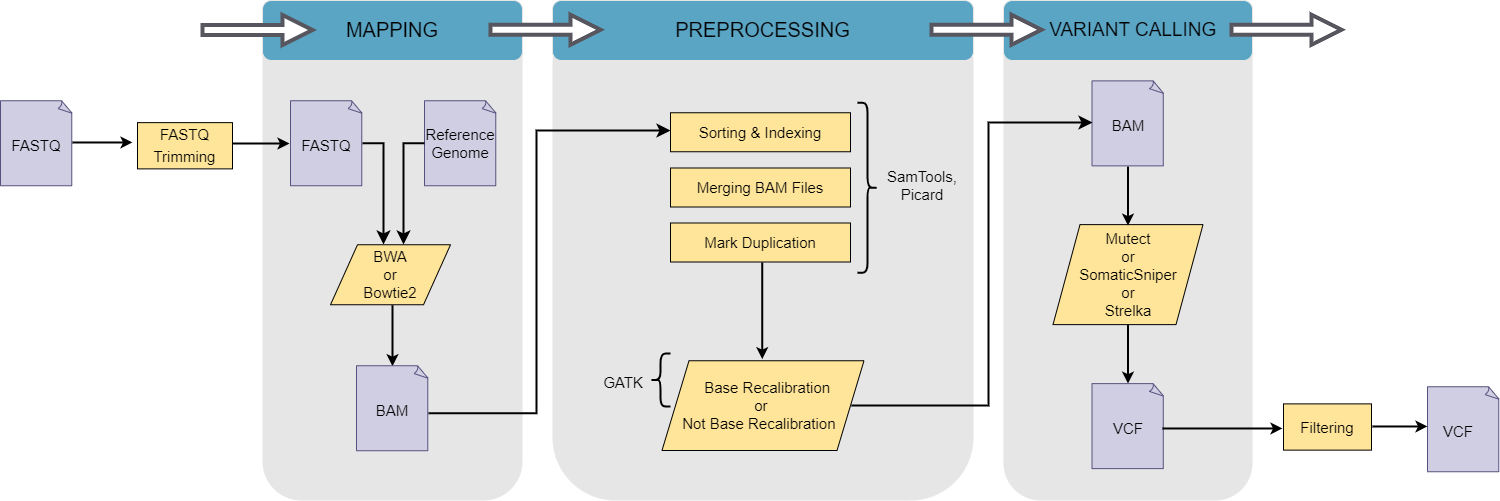 MAPPING
PREPROCESSING
VARIANT CALLING
FASTQ
FASTQ
Trimming
FASTQ
Reference
Genome
BWA
or
Bowtie2
BAM
Sorting & Indexing
Merging BAM Files
Mark Duplication
SamTools,
Picard
GATK
Base Recalibration
or
Not Base Recalibration
BAM
Mutect
or
SomaticSniper
or
Strelka
VCF
Filtering
VCF